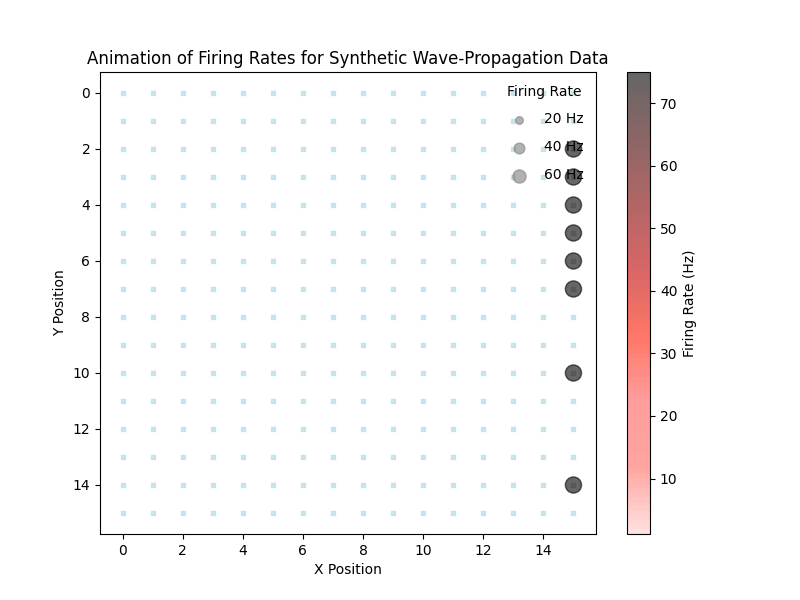 Animation of Firing Rates for Synthetic Wave-Propagation Data
Firing Rate
20 Hz
40 Hz
60 Hz
0
2
4
6
8
10
12
14
Y Position
0 2 4 6 8 10 12 14
X Position
70
60
50
40
30
20
10
Firing Rate (Hz)